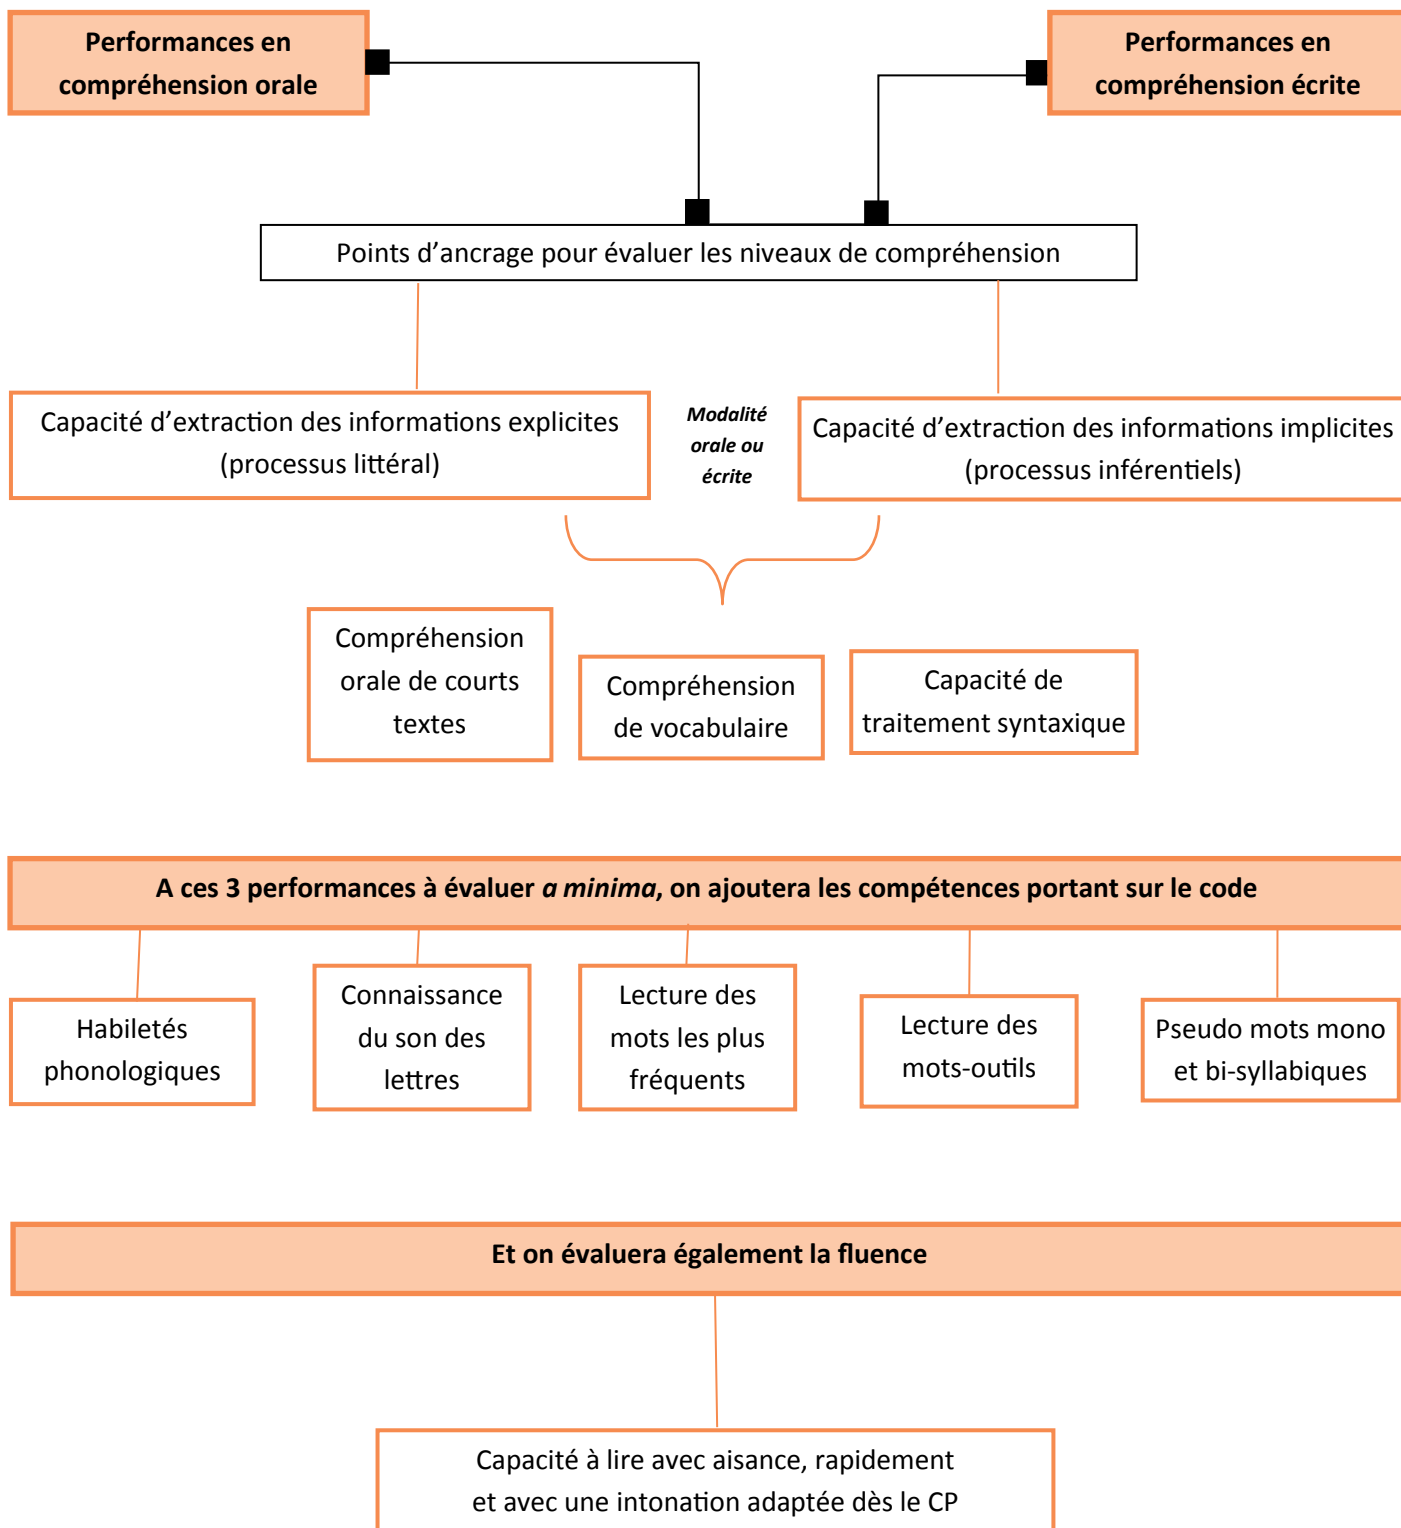 Performances en
compréhension orale
Performances en
compréhension écrite
Points d’ancrage pour évaluer les niveaux de compréhension
Capacité d’extraction des informations explicites
(processus littéral)
Modalité
orale ou
écrite
Capacité d’extraction des informations implicites
(processus inférentiels)
Compréhension
orale de courts
textes
Compréhension
de vocabulaire
Capacité de
traitement syntaxique
A ces 3 performances à évaluer a minima, on ajoutera les compétences portant sur le code
Habiletés
phonologiques
Connaissance
du son des
lettres
Lecture des
mots les plus
fréquents
Lecture des
mots-outils
Pseudo mots mono
et bi-syllabiques
Et on évaluera également la fluence
Capacité à lire avec aisance, rapidement
et avec une intonation adaptée dès le CP